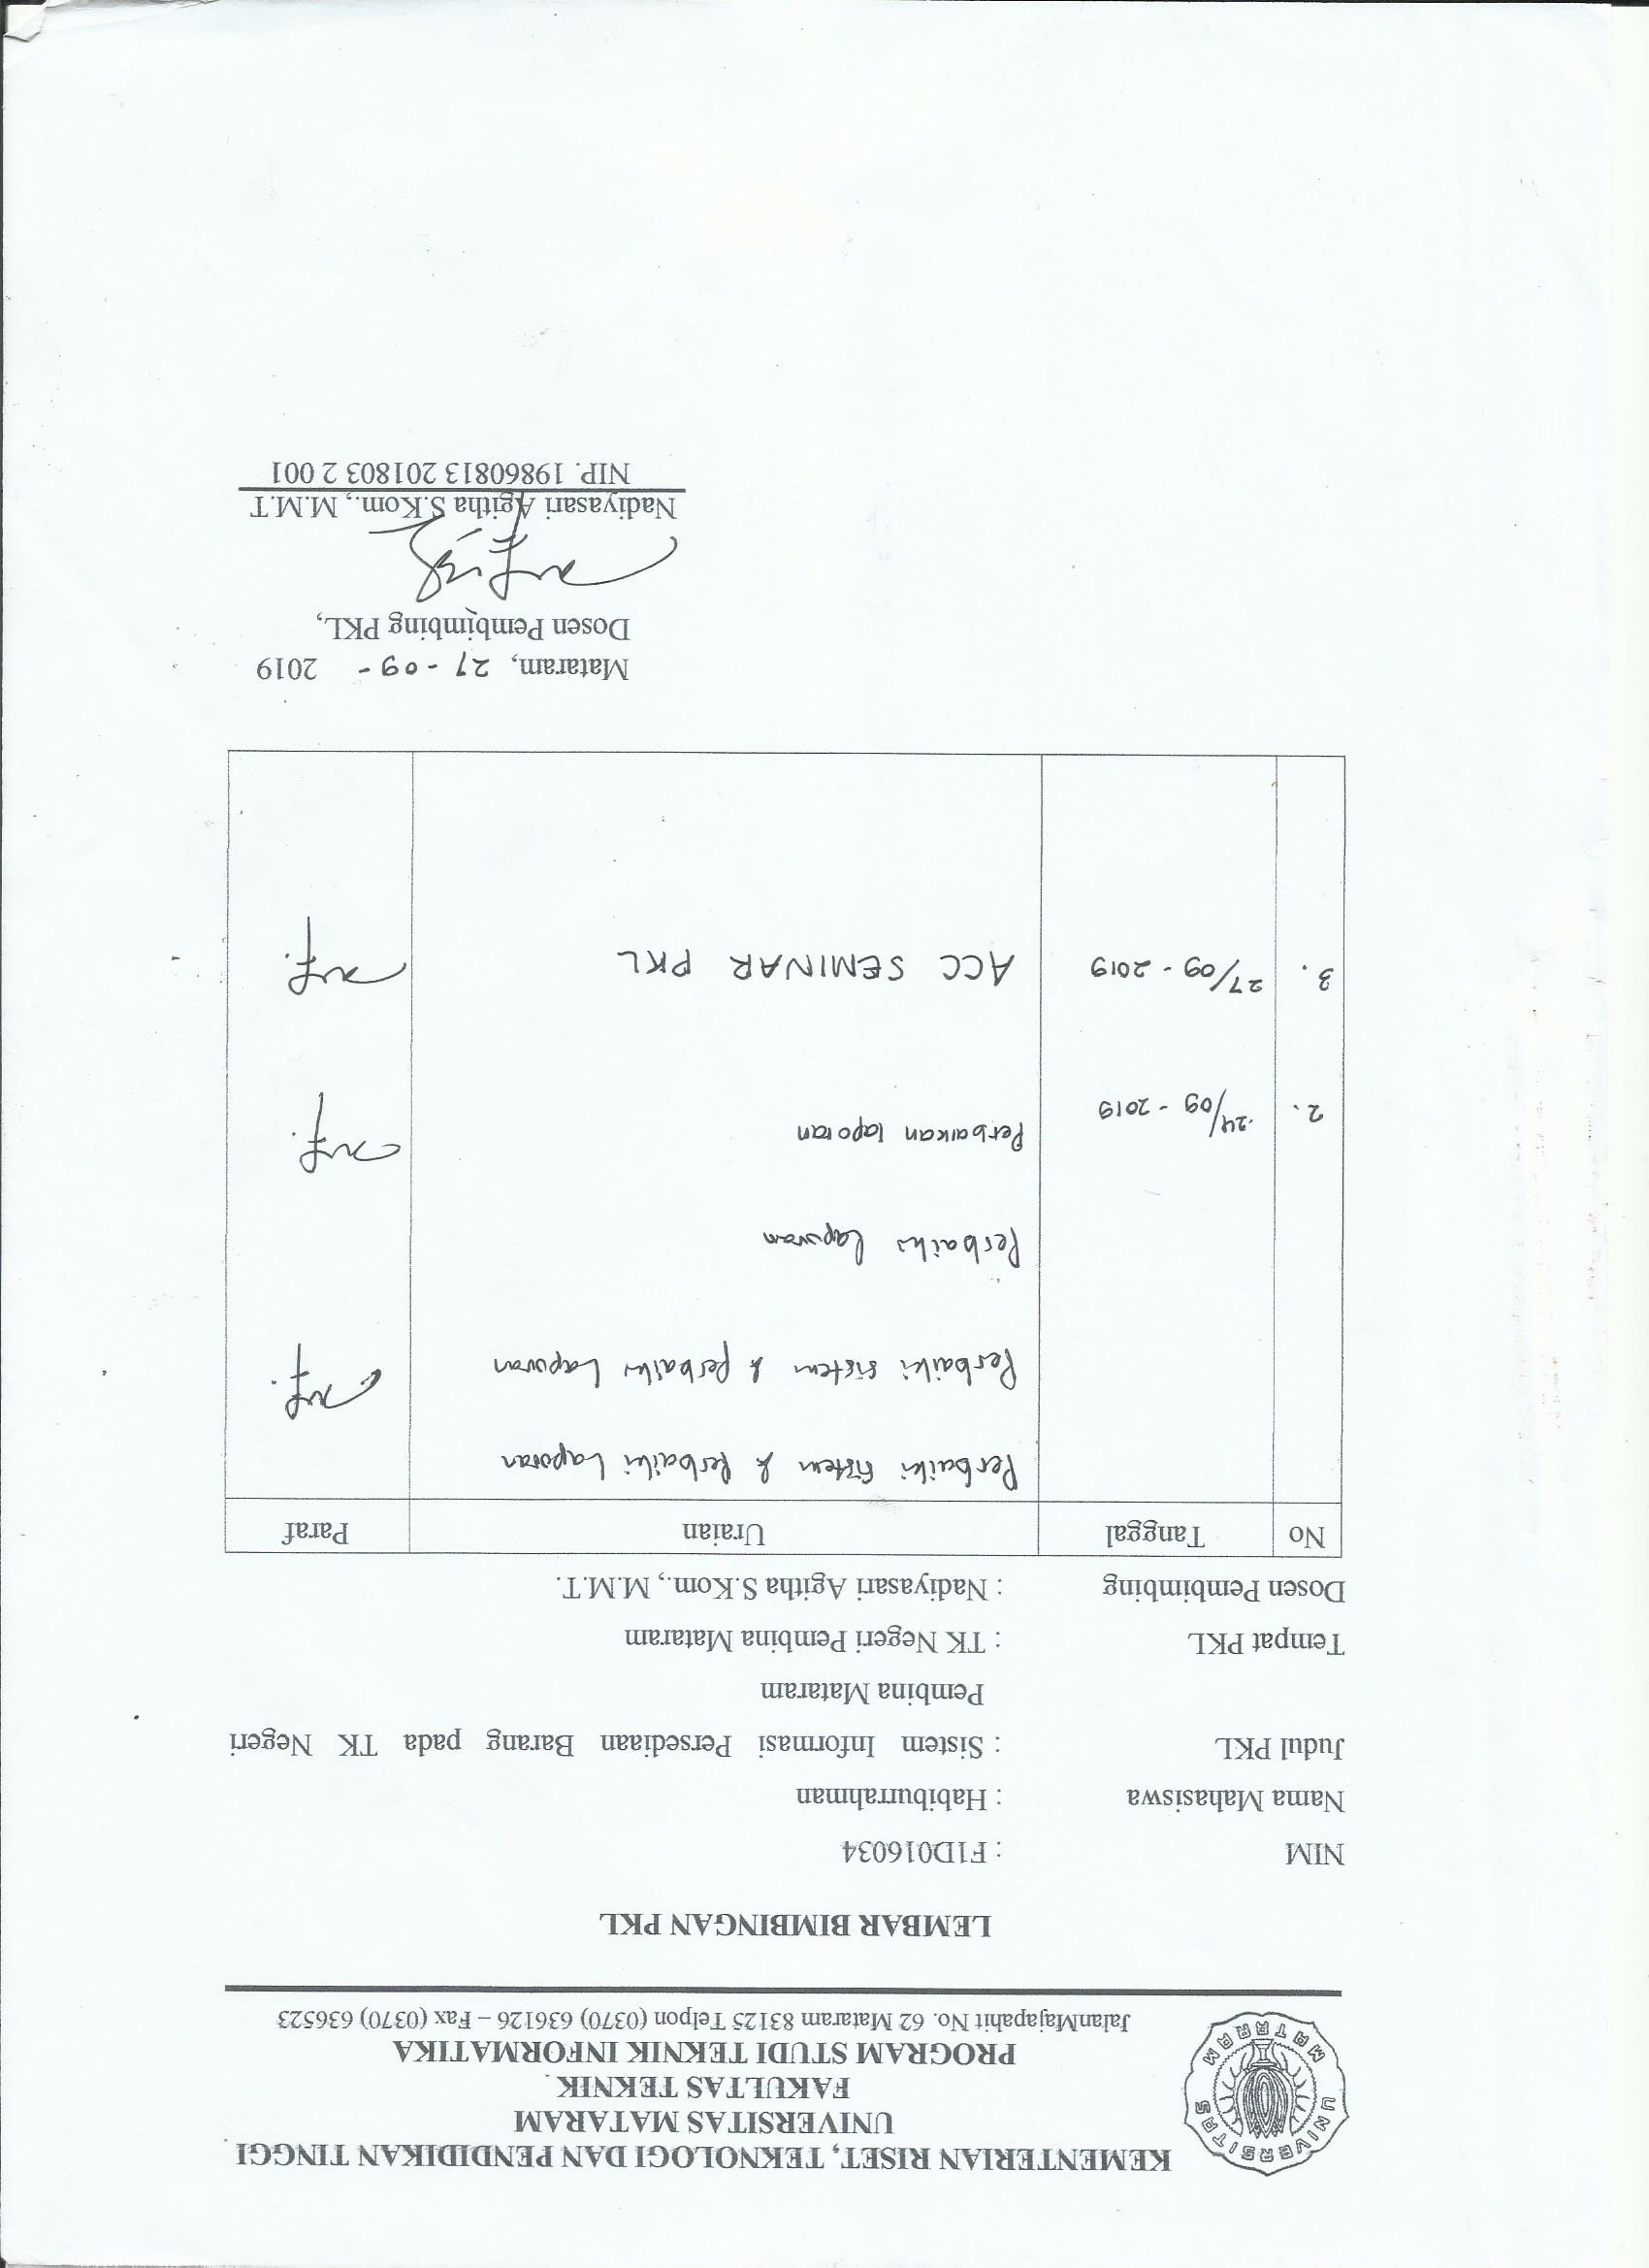 UNIVERSITAS MATARAM
KEMENTERIAN RISET, TEKNOLOGI DAN PENDIDIKAN TINGGI
UNIVERSITAS MATARAM
FAKULTAS TEKNIK
PROGRAM STUDI TEKNIK INFORMATIKA
JalanMajapahit No. 62 Mataram 83125 Telpon (0370) 636126 – Fax (0370) 636523
LEMBAR BIMBINGAN PKL
NIM : F1D016034
Nama Mahasiswa : Habiburrahman
Judul PKL : Sistem Informasi Persediaan Barang pada TK Negeri
Pembina Mataram
Tempat PKL : TK Negeri Pembina Mataram
Dosen Pembimbing : Nadiyasari Agitha S.Kom., M.M.T.
No Tanggal Uraian Paraf
Perbaiki sistem & Perbaiki Laporan
Perbaiki sistem & perbaiki Laporan
Perbaiki laporan
2. 24/09 - 2019 Perbaikan laporan
3. 27/09 - 2019 ACC SEMINAR PKL
Mataram, 27 - 09 - 2019
Dosen Pembimbing PKL,
Nadiyasari Agitha S.Kom., M.M.T
NIP. 19860813 201803 2 001